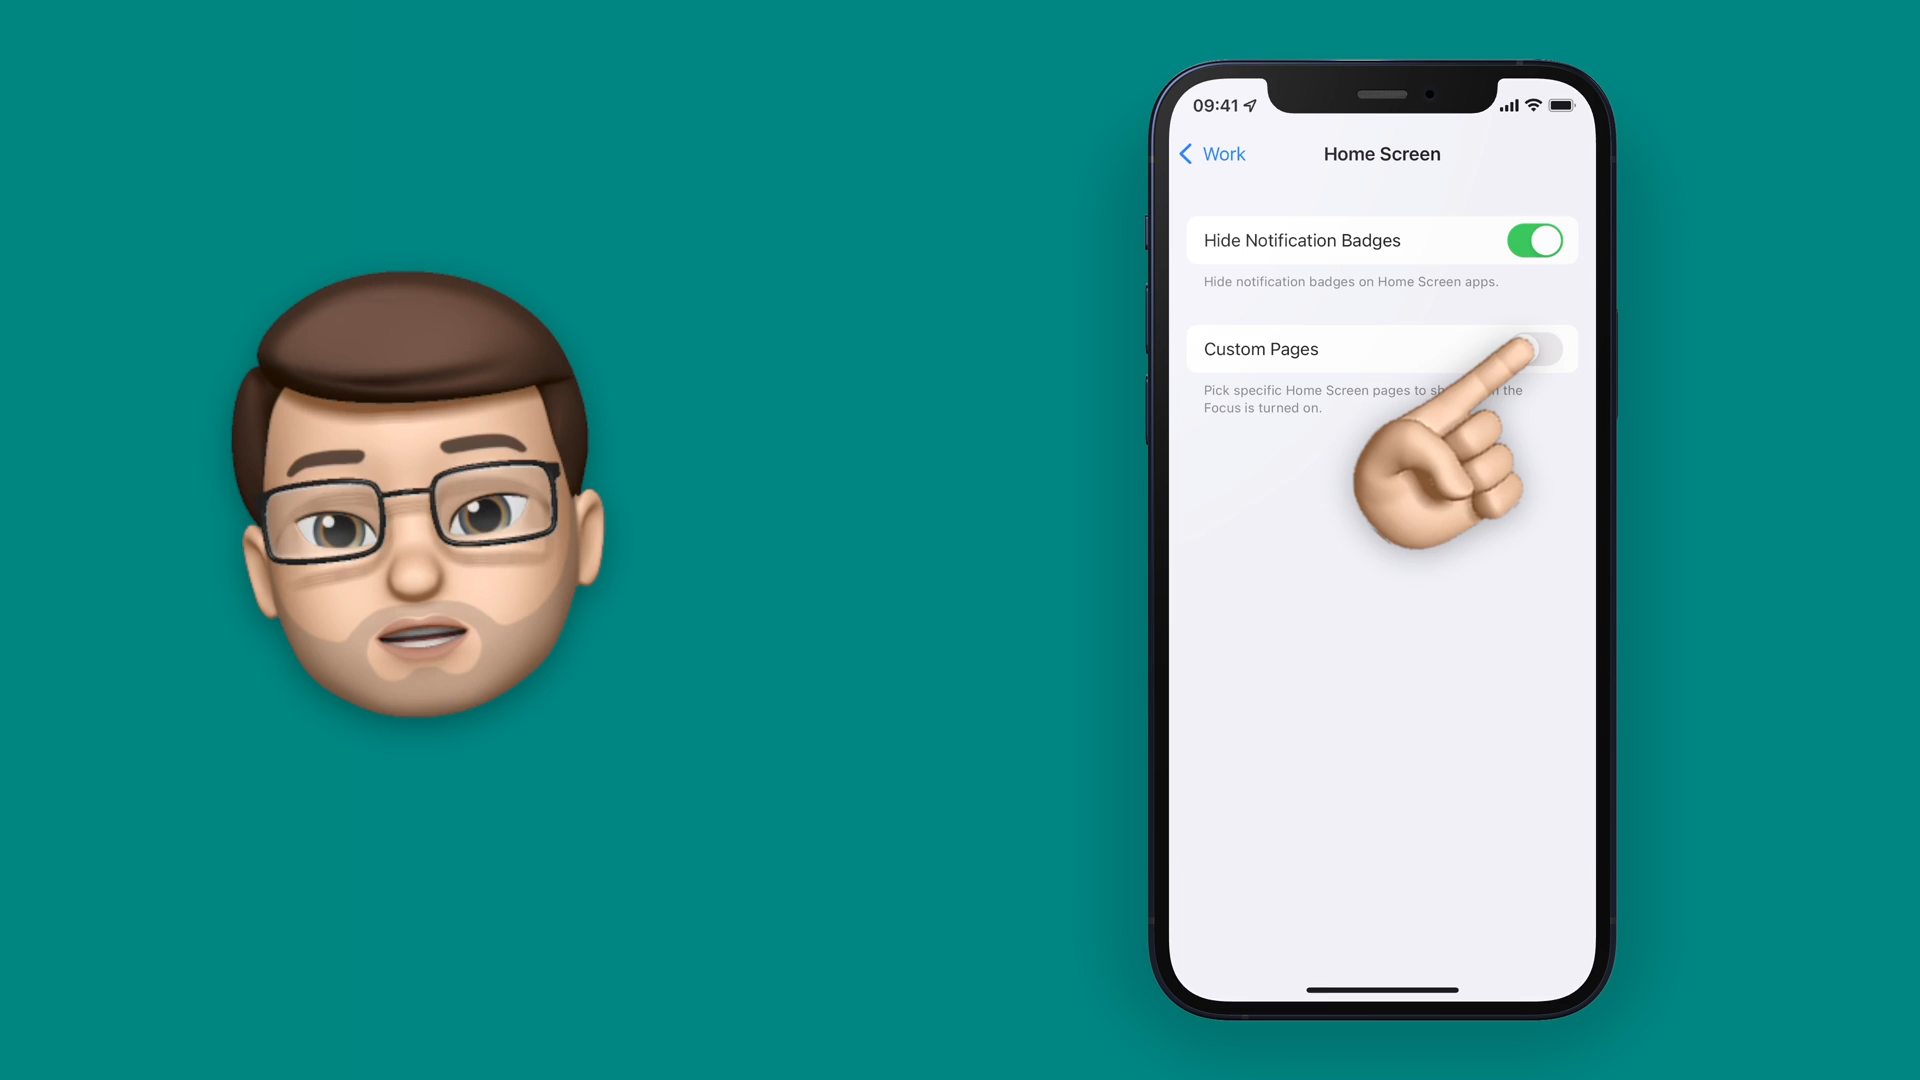 09:41
Work
Home Screen
Hide Notification Badges
Hide notification badges on Home Screen apps.
Custom Pages
Pick specific Home Screen pages to the
Focus is turned on.